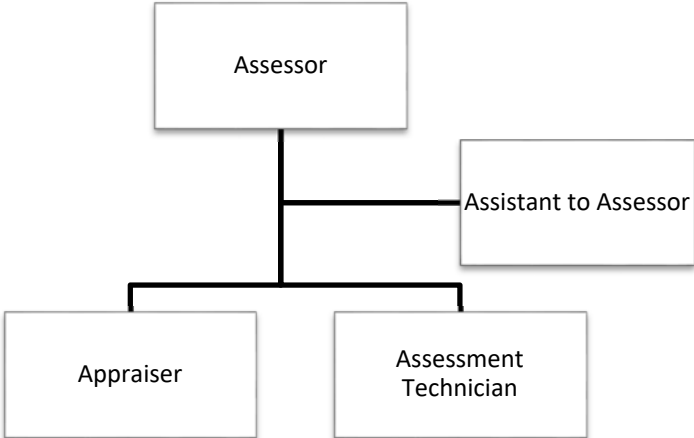 Assessor
Assistant to Assessor
Appraiser
Assessment
Technician